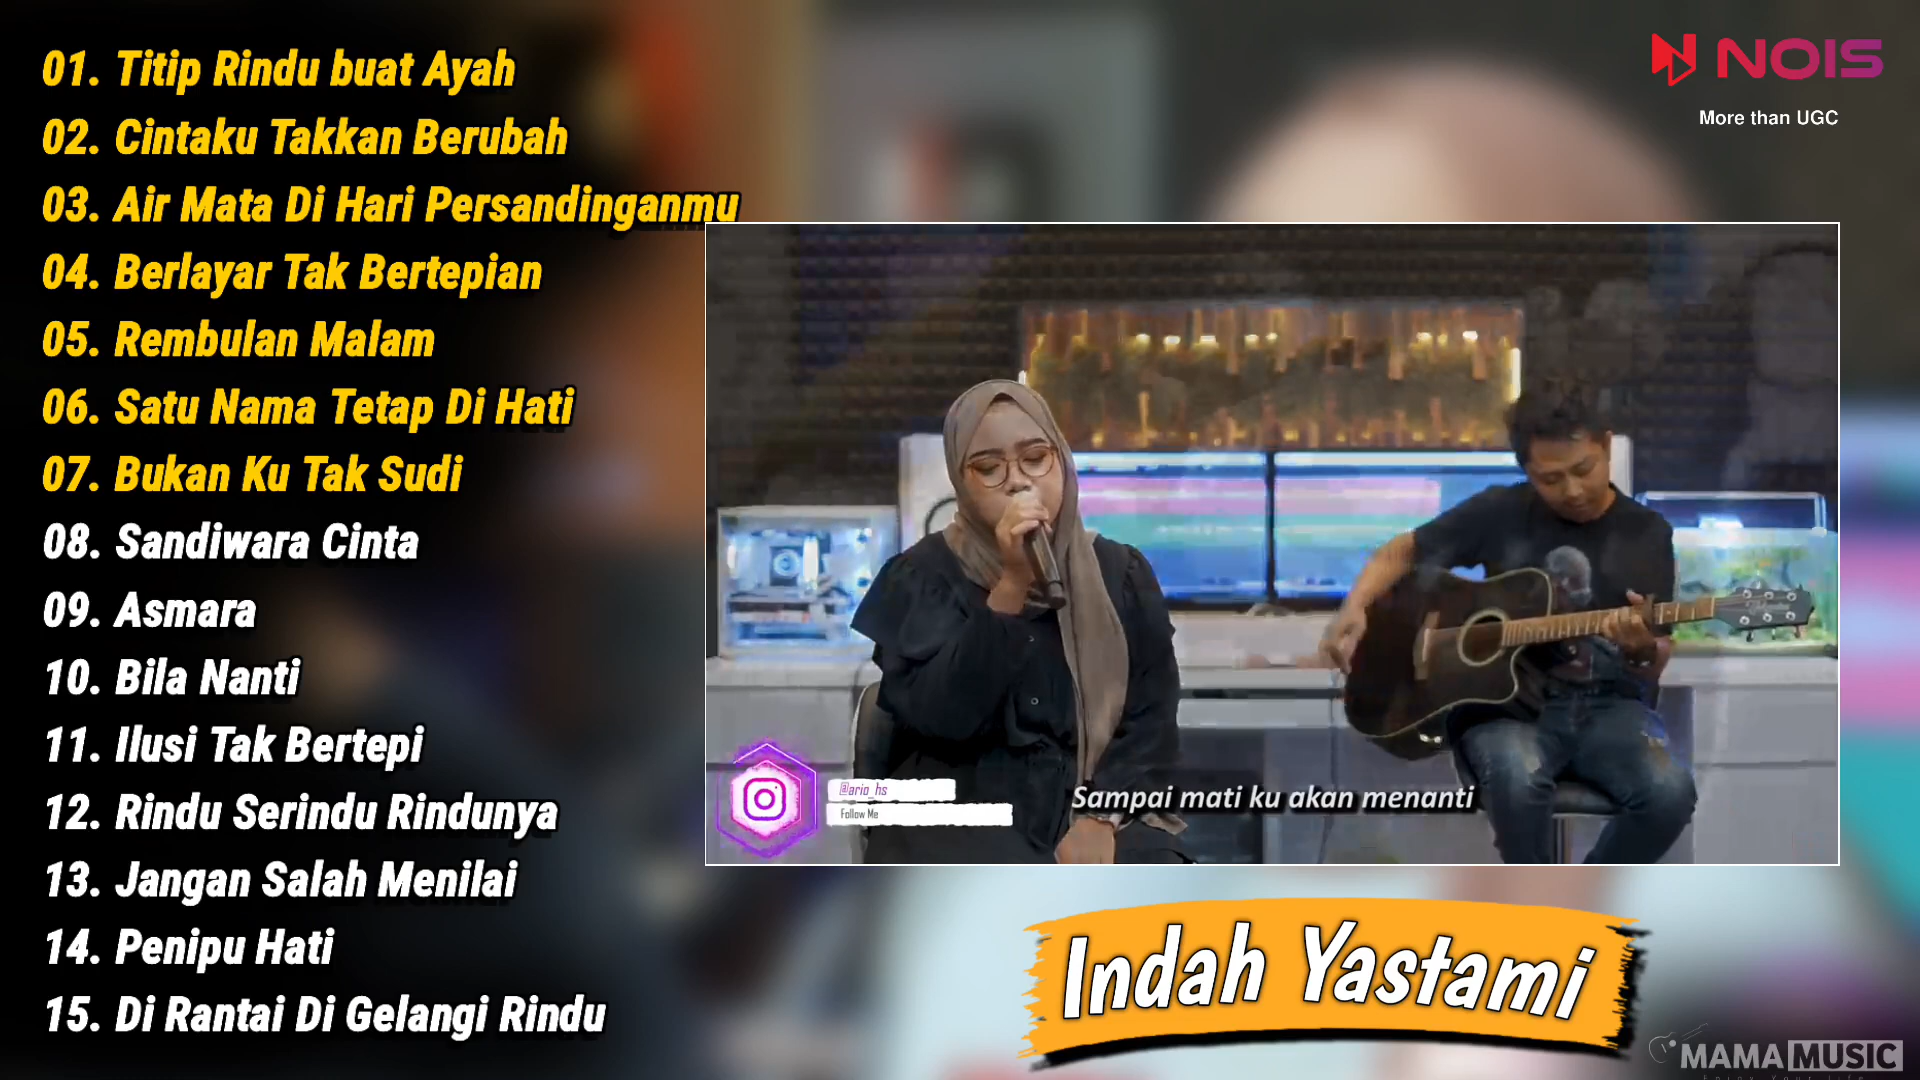 01. Titip Rindu buat Ayah
02. Cintaku Takkan Berubah
03. Air Mata Di Hari Persandinganmu
04. Berlayar Tak Bertepian
05. Rembulan Malam
06. Satu Nama Tetap Di Hati
07. Bukan Ku Tak Sudi
08. Sandiwara Cinta
09. Asmara
10. Bila Nanti
11. Ilusi Tak Bertepi
12. Rindu Serindu Rindunya
13. Jangan Salah Menilai
14. Penipu Hati
15. Di Rantai Di Gelangi Rindu
NOIS
More than UGC
@ario_hs
Follow Me
Sampai mati ku akan menanti
Indah Yastami
MAMA MUSIC